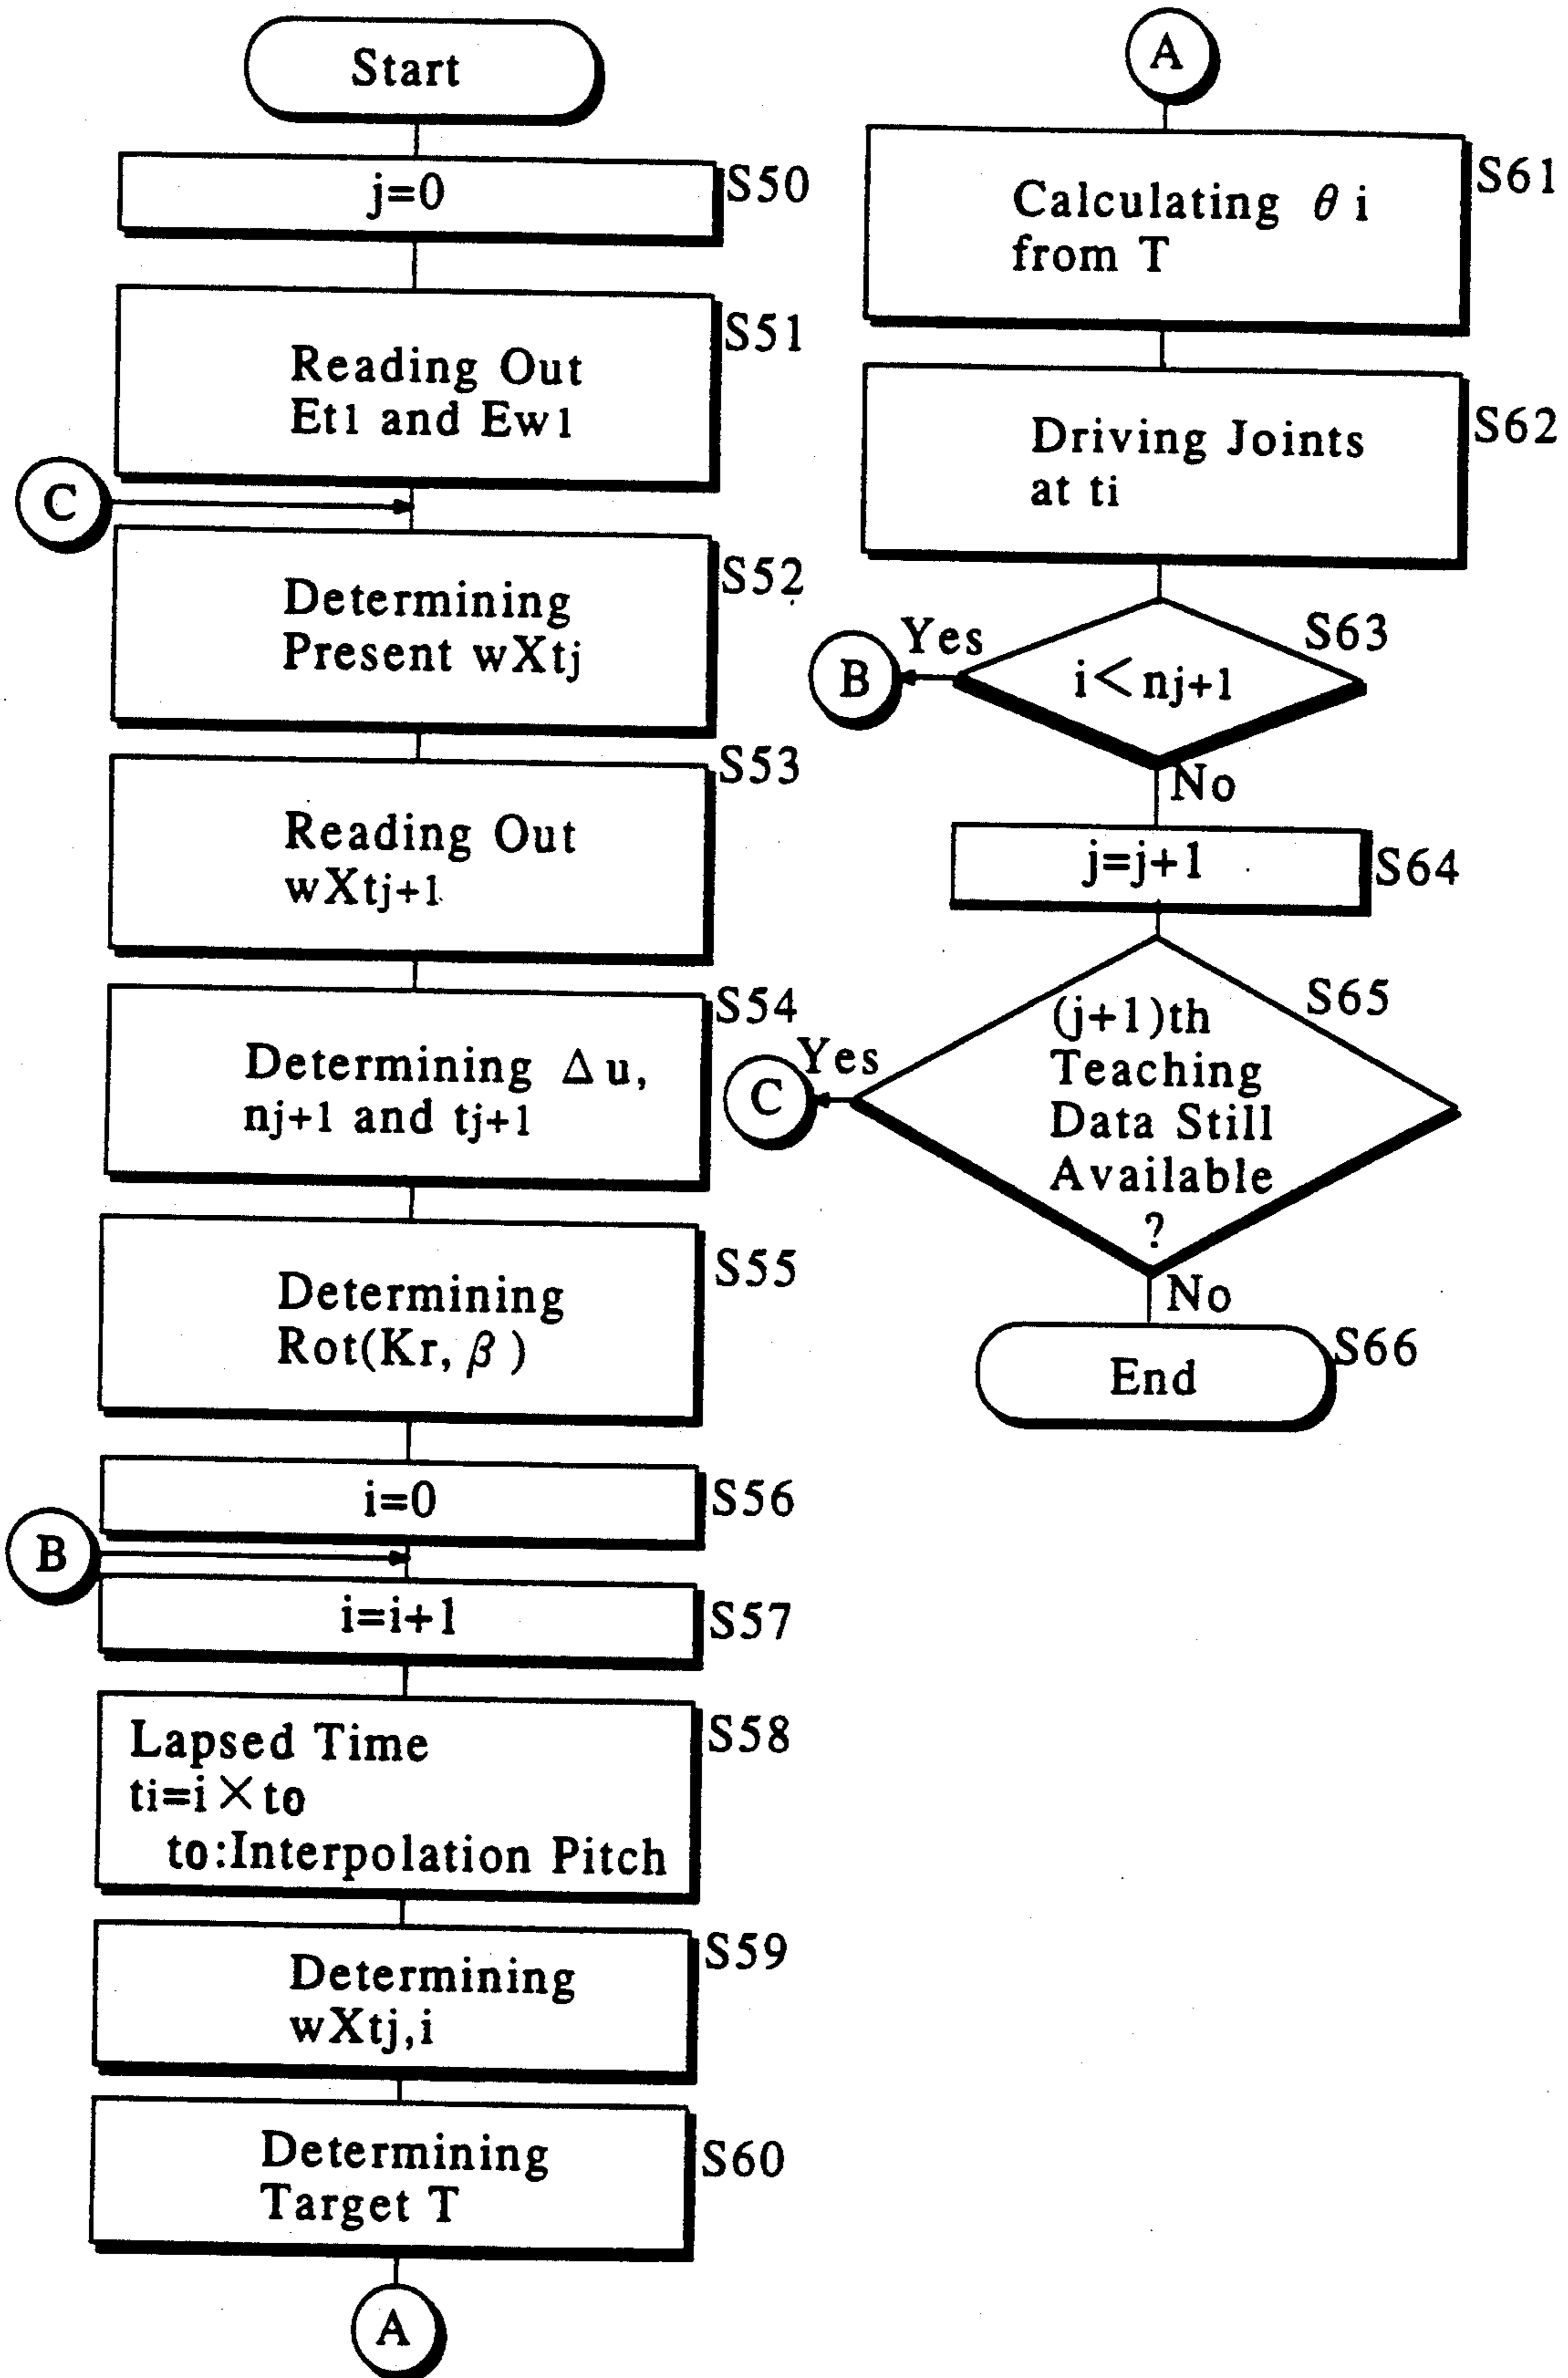 Start
j=0
S50
Reading Out
Et1 and Ew1
S51
C
Determining
Present wXtj
S52
Reading Out
wXtj+1
S53
Determining Δu,
nj+1 and tj+1
S54
Determining
Rot(Kr, β)
S55
i=0
S56
B
i=i+1
S57
Lapsed Time
ti=i×to
to:Interpolation Pitch
S58
Determining
wXtj,i
S59
Determining
Target T
S60
A
A
Calculating θi
from T
S61
Driving Joints
at ti
S62
i<nj+1
S63
Yes
B
No
j=j+1
S64
(j+1)th
Teaching
Data Still
Available
?
S65
Yes
C
No
End
S66